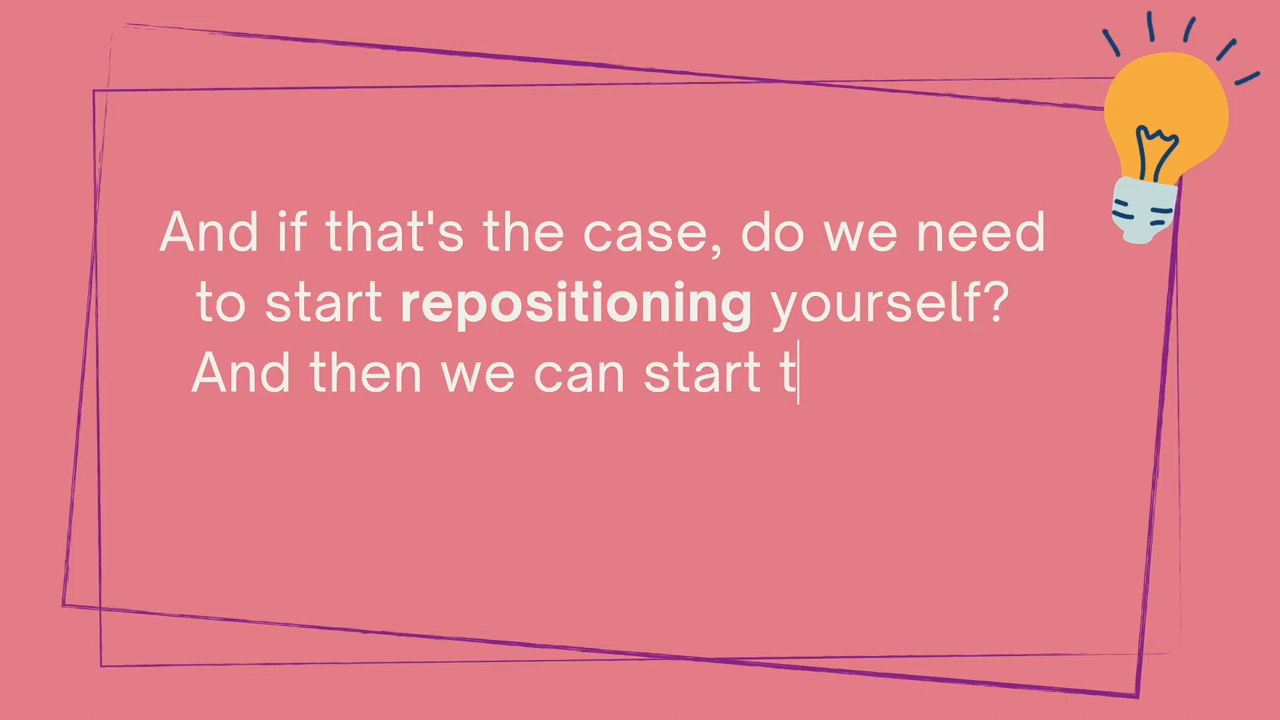 And if that's the case, do we need
to start repositioning yourself?
And then we can start t